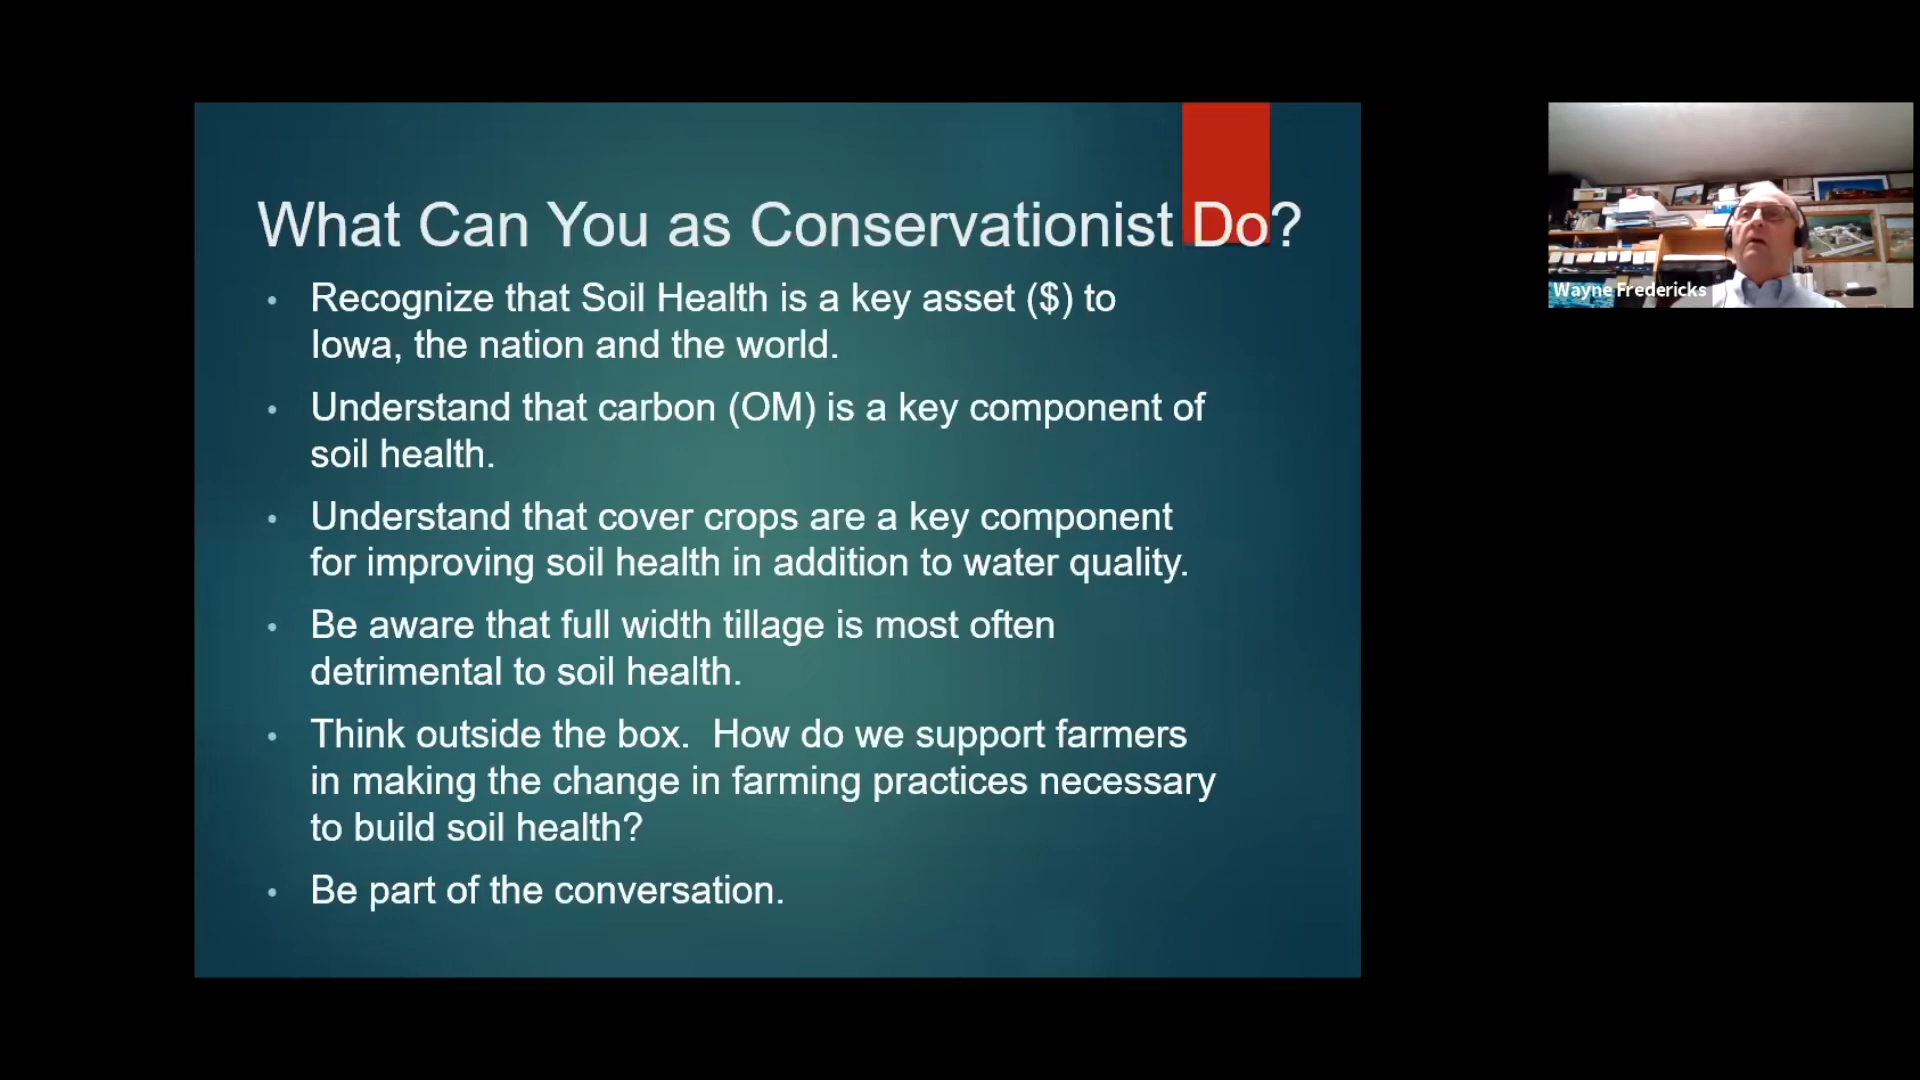 What Can You as Conservationist Do?
• Recognize that Soil Health is a key asset ($) to
Iowa, the nation and the world.
• Understand that carbon (OM) is a key component of
soil health.
• Understand that cover crops are a key component
for improving soil health in addition to water quality.
• Be aware that full width tillage is most often
detrimental to soil health.
• Think outside the box.  How do we support farmers
in making the change in farming practices necessary
to build soil health?
• Be part of the conversation.
Wayne Fredericks